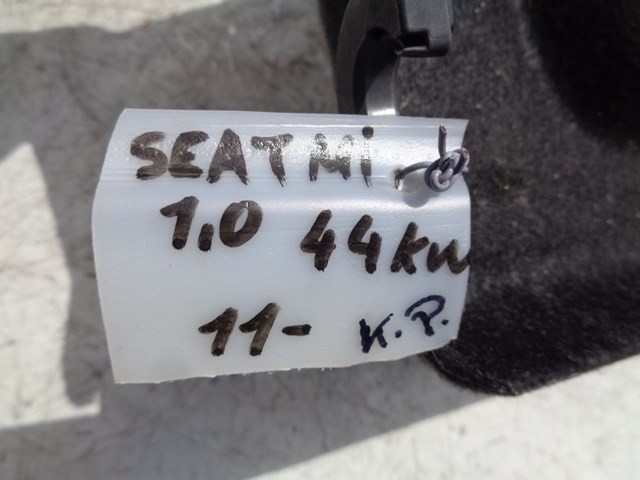 SEAT Mi
1,0 44kw
11- K.P.